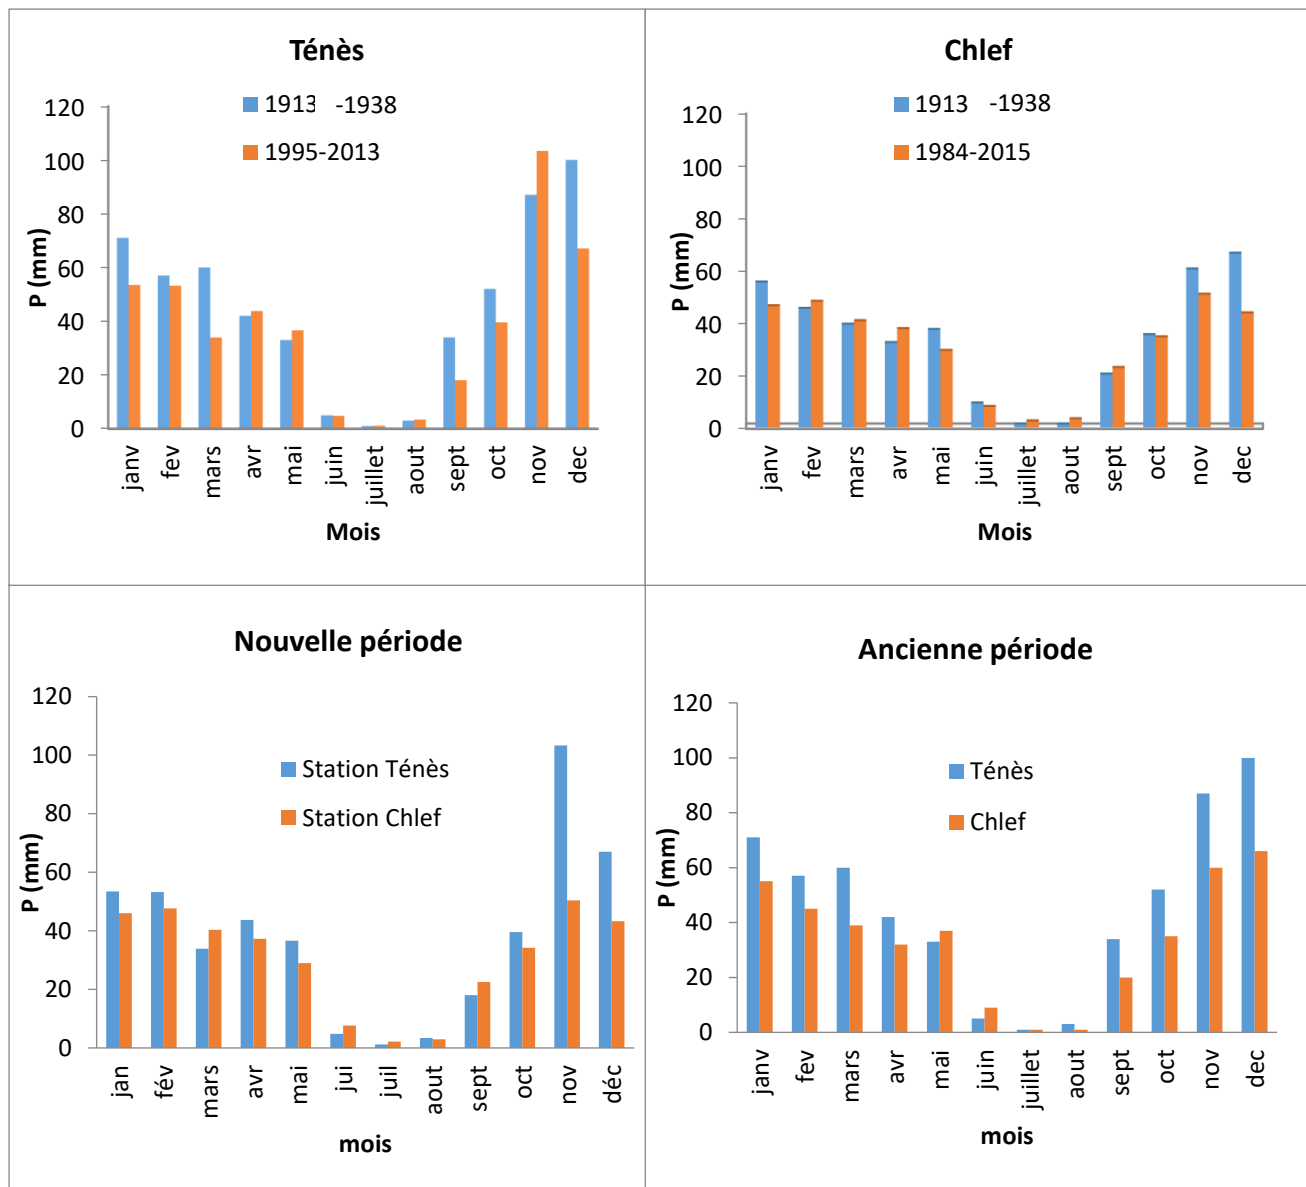 Ténès
1913 -1938
1995-2013
120
100
80
60
40
20
0
P (mm)
janv
fev
mars
avr
mai
juin
juillet
aout
sept
oct
nov
dec
Mois
Chlef
1913 -1938
1984-2015
120
100
80
60
40
20
0
P (mm)
janv
fev
mars
avr
mai
juin
juillet
aout
sept
oct
nov
dec
Mois
Nouvelle période
Station Ténès
Station Chlef
120
100
80
60
40
20
0
P (mm)
jan
fév
mars
avr
mai
jui
juil
aout
sept
oct
nov
déc
mois
Ancienne période
Ténès
Chlef
120
100
80
60
40
20
0
P (mm)
janv
fev
mars
avr
mai
juin
juillet
aout
sept
oct
nov
dec
mois